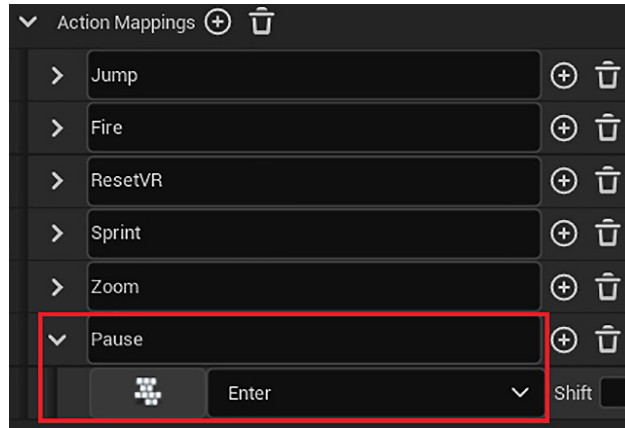 Action Mappings
Jump
Fire
ResetVR
Sprint
Zoom
Pause
Enter Shift